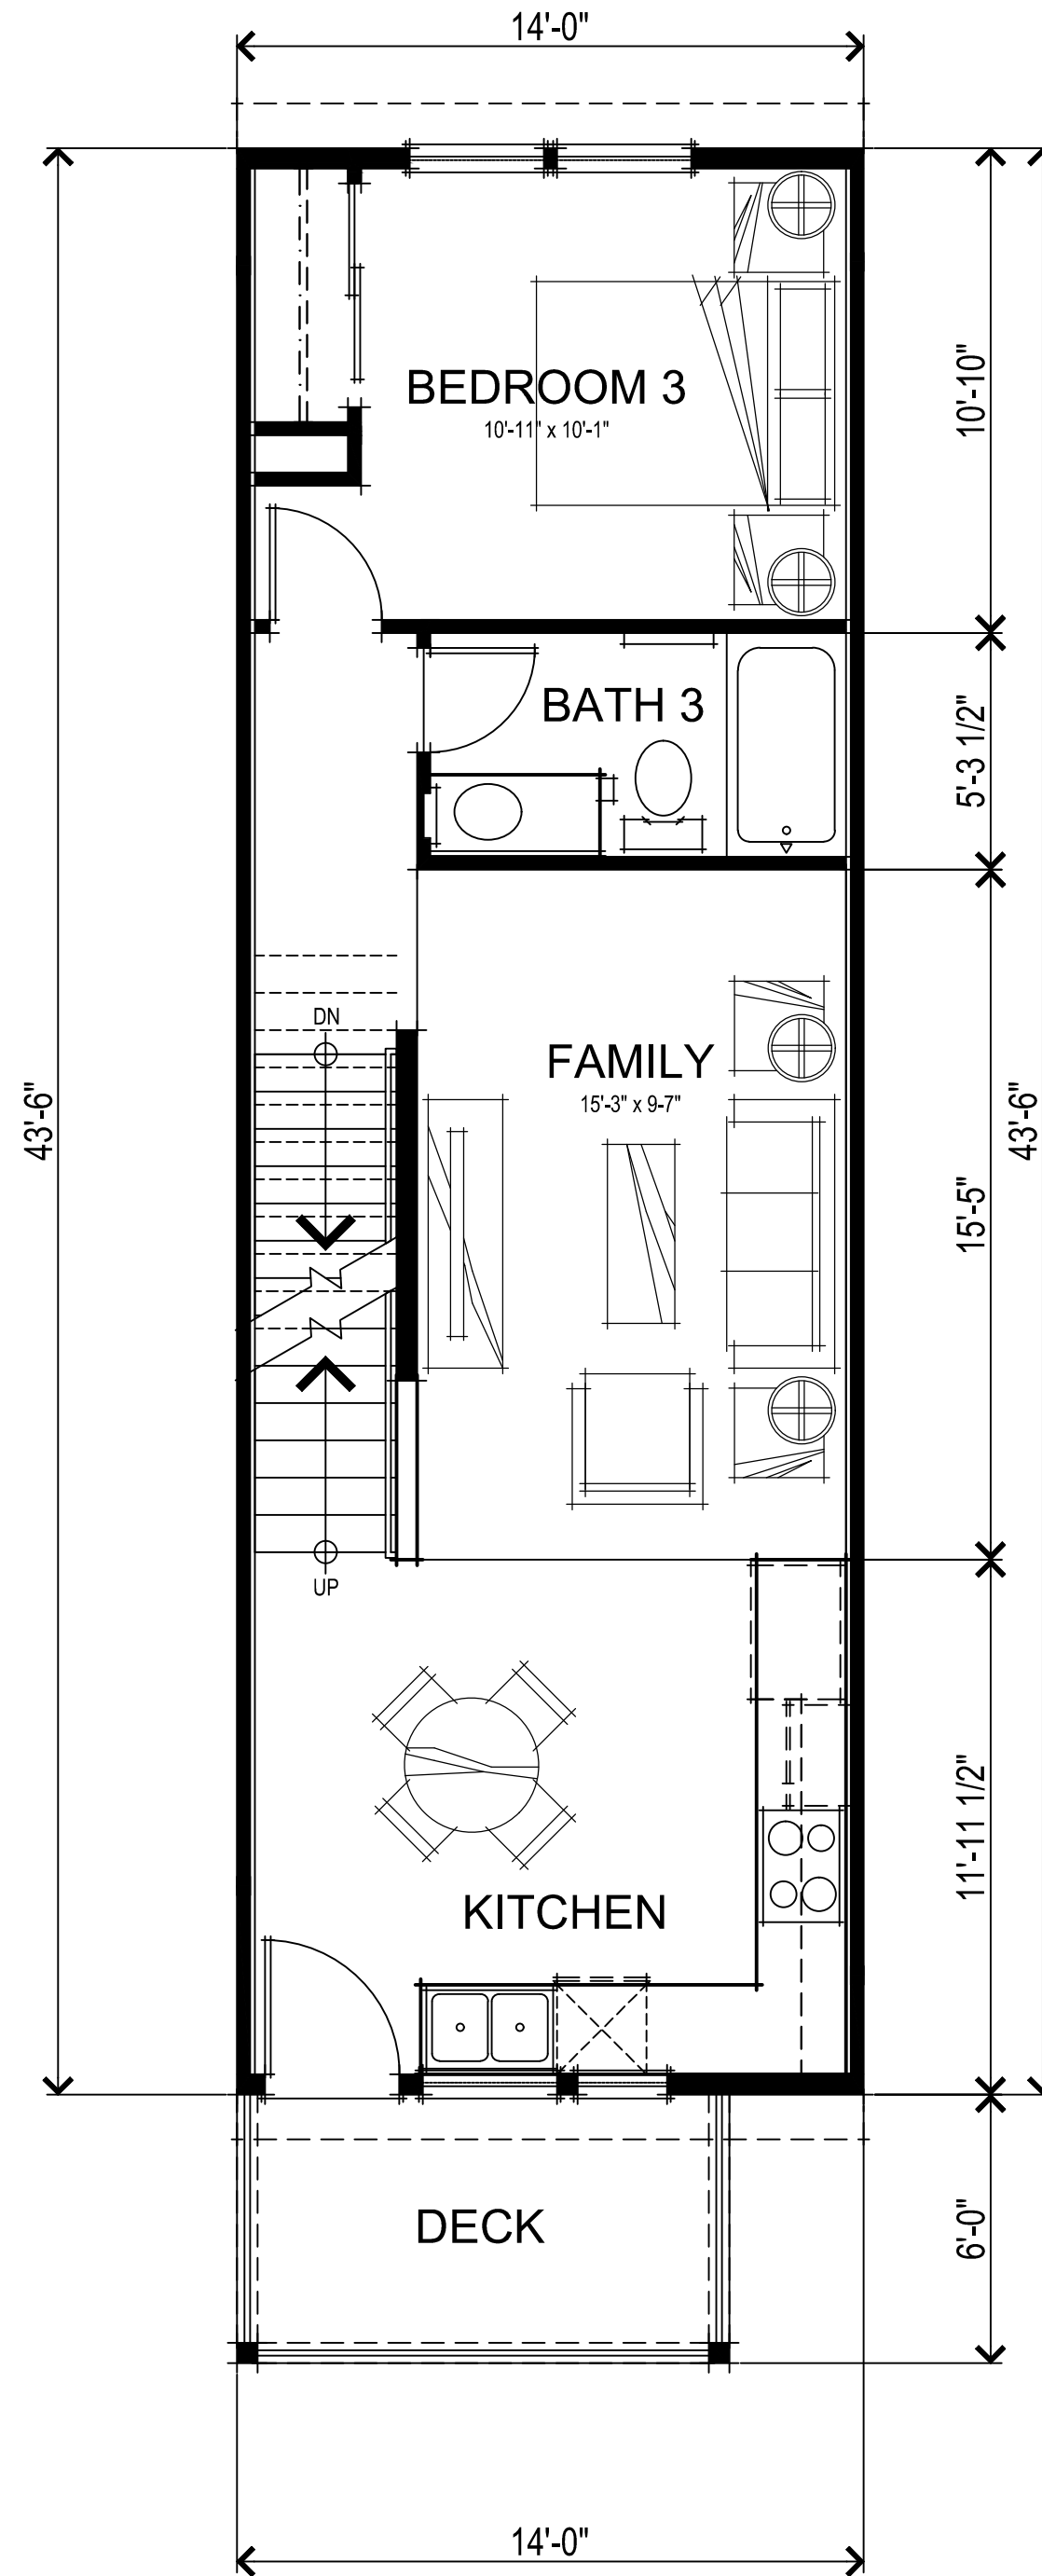 14'-0"
BEDROOM 3
10'-11" x 10'-1"
10'-10"
BATH 3
5'-3 1/2"
DN
FAMILY
15'-3" x 9-7"
43'-6"
43'-6"
15'-5"
UP
11'-11 1/2"
KITCHEN
DECK
6'-0"
14'-0"